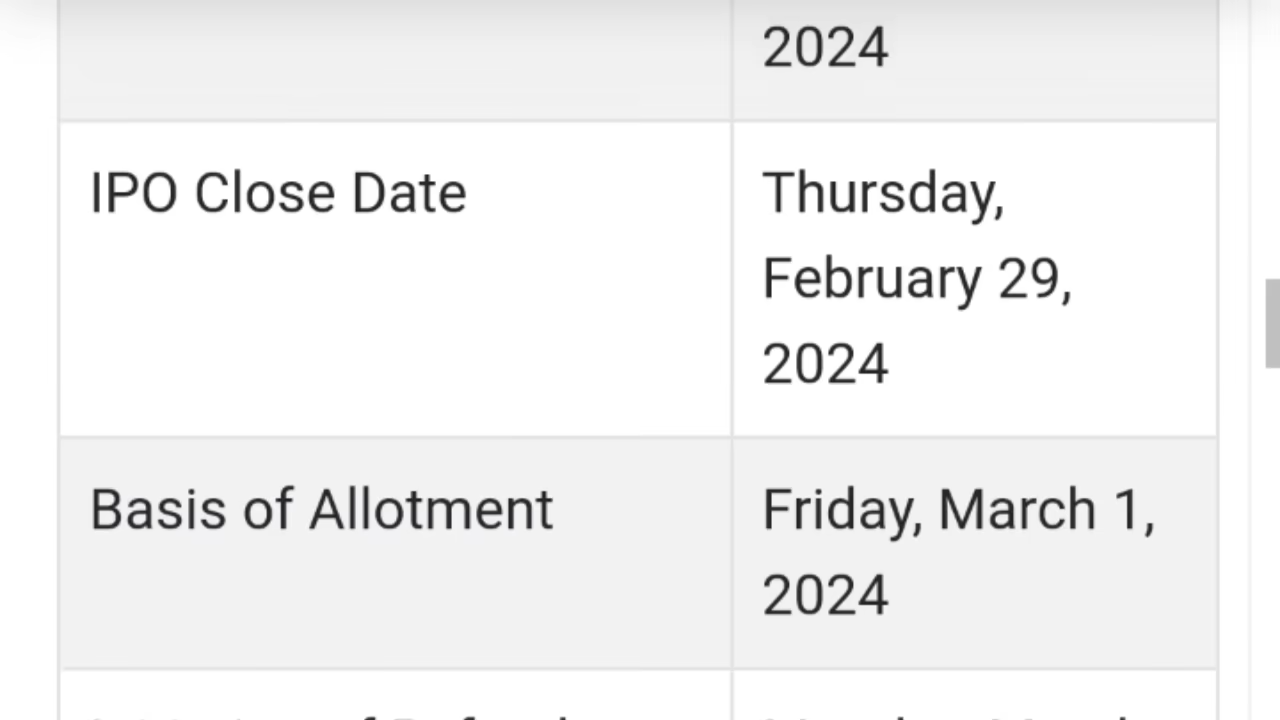 2024
IPO Close Date
Thursday,
February 29,
2024
Basis of Allotment
Friday, March 1,
2024